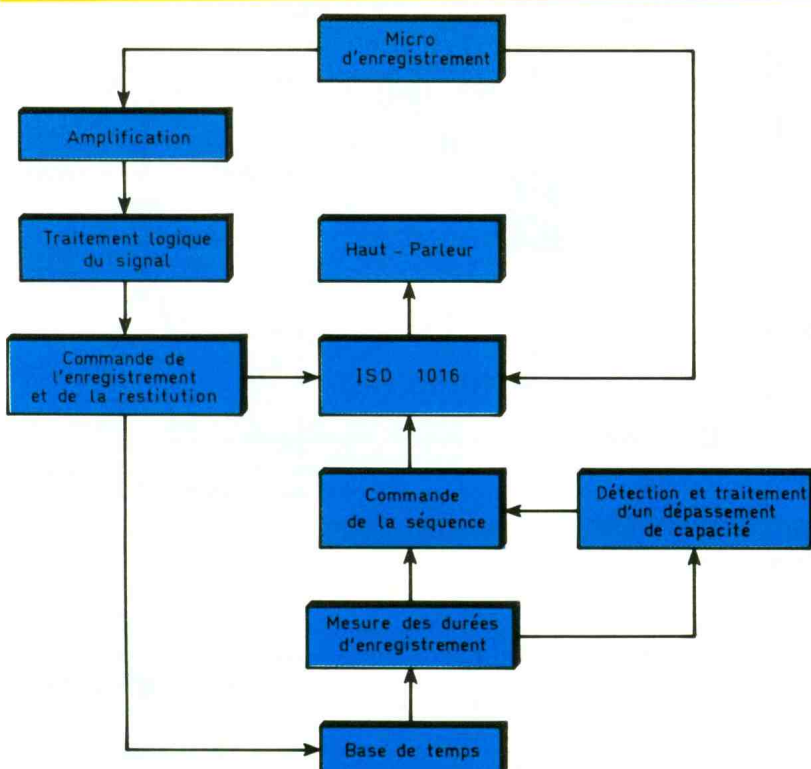 Micro
d'enregistrement
Amplification
Traitement logique
du signal
Haut - Parleur
Commande de
l'enregistrement
et de la restitution
ISD 1016
Commande
de la séquence
Détection et traitement
d'un dépassement
de capacité
Mesure des durées
d'enregistrement
Base de temps